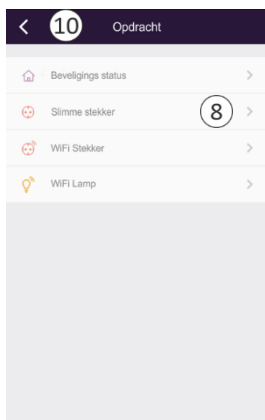 10 Opdracht
Beveligings status
Slimme stekker 8
WiFi Stekker
WiFi Lamp